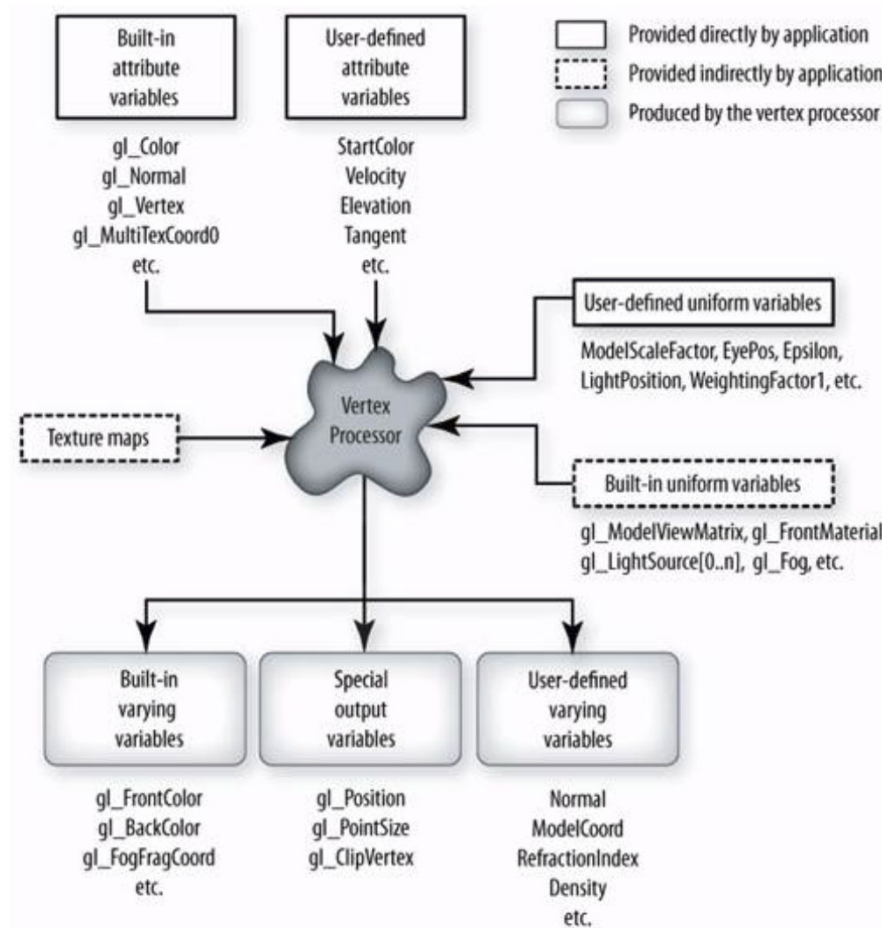 Built-in
attribute
variables
gl_Color
gl_Normal
gl_Vertex
gl_MultiTexCoord0
etc.
User-defined
attribute
variables
StartColor
Velocity
Elevation
Tangent
etc.
Provided directly by application
Provided indirectly by application
Produced by the vertex processor
User-defined uniform variables
ModelScaleFactor, EyePos, Epsilon,
LightPosition, WeightingFactor1, etc.
Vertex
Processor
Texture maps
Built-in uniform variables
gl_ModelViewMatrix, gl_FrontMaterial
gl_LightSource[0..n], gl_Fog, etc.
Built-in
varying
variables
gl_FrontColor
gl_BackColor
gl_FogFragCoord
etc.
Special
output
variables
gl_Position
gl_PointSize
gl_ClipVertex
User-defined
varying
variables
Normal
ModelCoord
RefractionIndex
Density
etc.